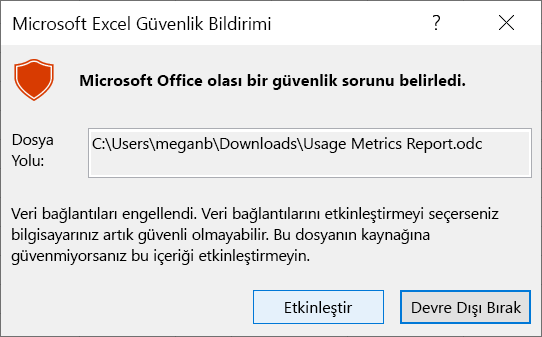 Microsoft Excel Güvenlik Bildirimi
?
Microsoft Office olası bir güvenlik sorunu belirledi.
Dosya
Yolu:
C:\Users\meganb\Downloads\Usage Metrics Report.odc
Veri bağlantıları engellendi. Veri bağlantılarını etkinleştirmeyi seçerseniz
bilgisayarınız artık güvenli olmayabilir. Bu dosyanın kaynağına
güvenmiyorsanız bu içeriği etkinleştirmeyin.
Etkinleştir
Devre Dışı Bırak